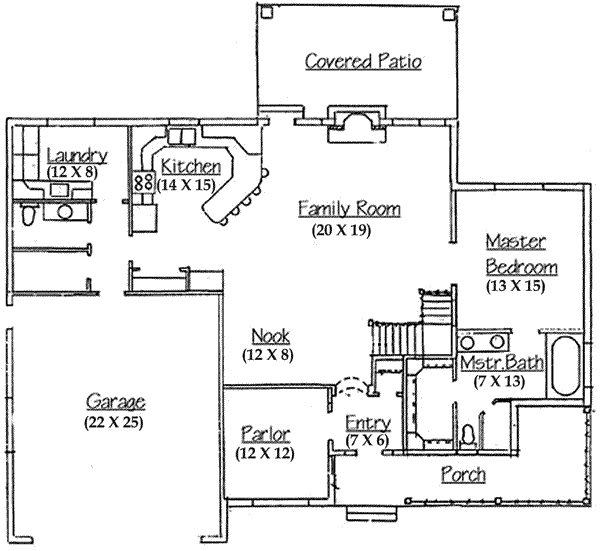 Covered Patio
Laundry
(12 X 8)
Kitchen
(14 X 15)
Family Room
(20 X 19)
Master
Bedroom
(13 X 15)
Nook
(12 X 8)
Mstr. Bath
(7 X 13)
Garage
(22 X 25)
Parlor
(12 X 12)
Entry
(7 X 6)
Porch